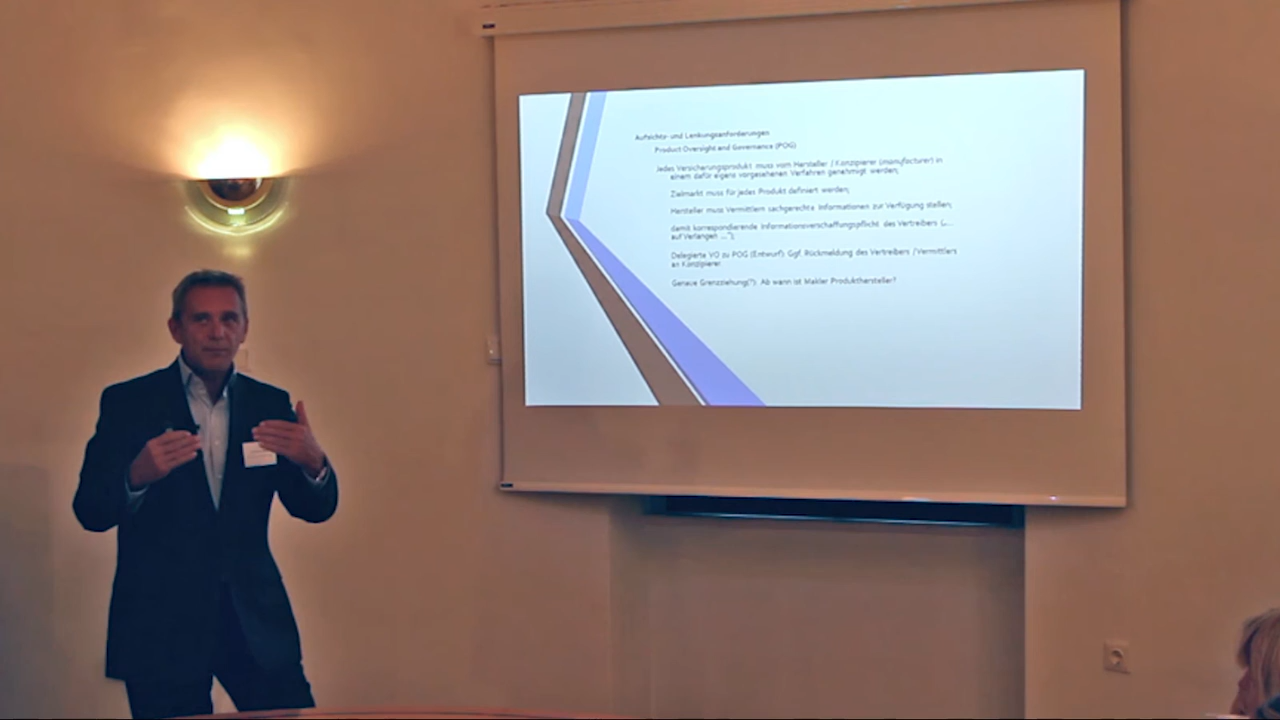 Aufsichts- und Lenkungsanforderungen
Product Oversight and Governance (POG)
Jedes Versicherungsprodukt muss vom Hersteller / Konzipierer (manufacturer) in
einem dafür eigens vorgesehenen Verfahren genehmigt werden;
Zielmarkt muss für jedes Produkt definiert werden;
Hersteller muss Vermittlern sachgerechte Informationen zur Verfügung stellen;
damit korrespondierende Informationsverschaffungspflicht des Vertreibers („...
auf Verlangen ...");
Delegierte VO zu POG (Entwurf): Ggf. Rückmeldung des Vertreibers / Vermittlers
an Konzipierer.
Genaue Grenzziehung(?): Ab wann ist Makler Produkthersteller?